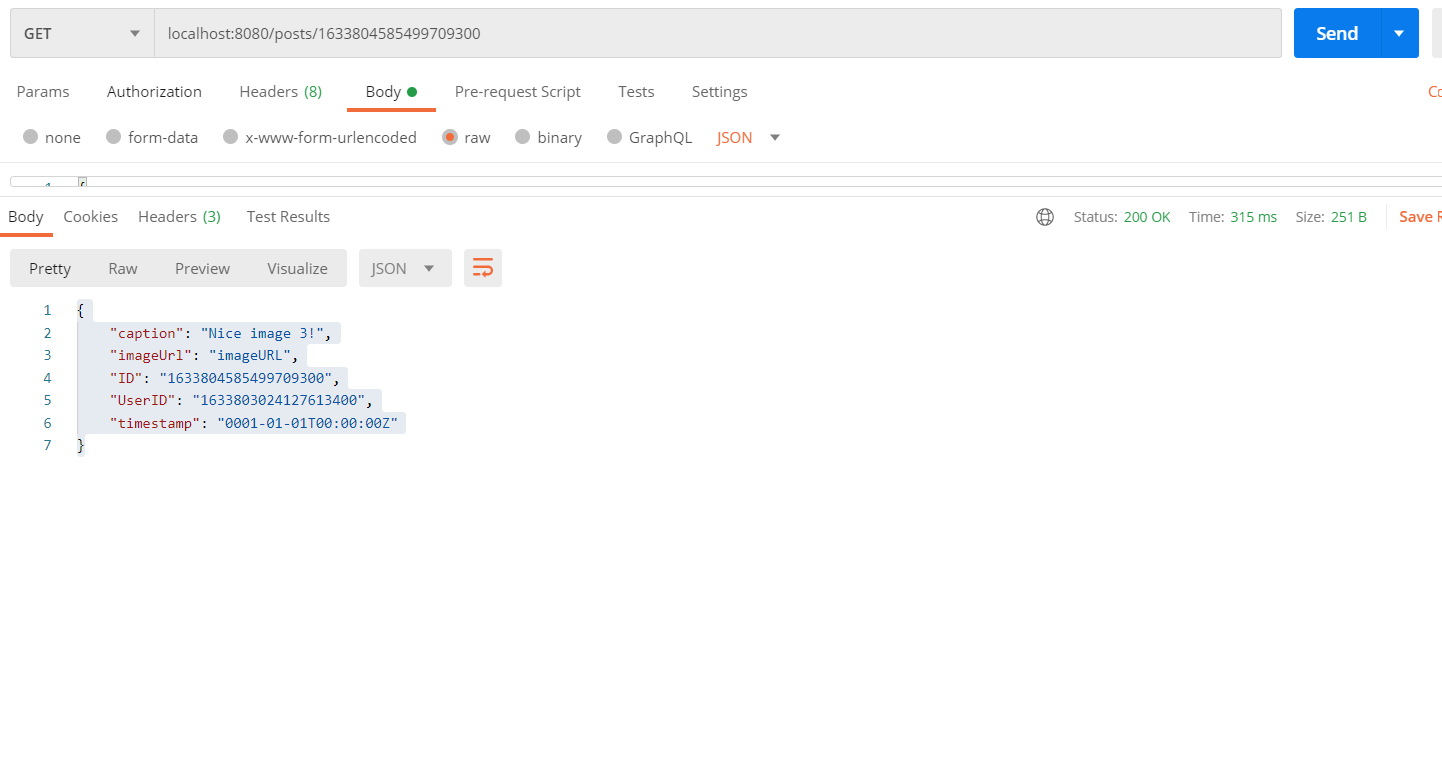 GET localhost:8080/posts/1633804585499709300 Send
Params Authorization Headers (8) Body Pre-request Script Tests Settings
none form-data x-www-form-urlencoded raw binary GraphQL JSON
Body Cookies Headers (3) Test Results Status: 200 OK Time: 315 ms Size: 251 B Save
Pretty Raw Preview Visualize JSON
1 {
2 "caption": "Nice image 3!",
3 "imageUrl": "imageURL",
4 "ID": "1633804585499709300",
5 "UserID": "1633803024127613400",
6 "timestamp": "0001-01-01T00:00:00Z"
7 }